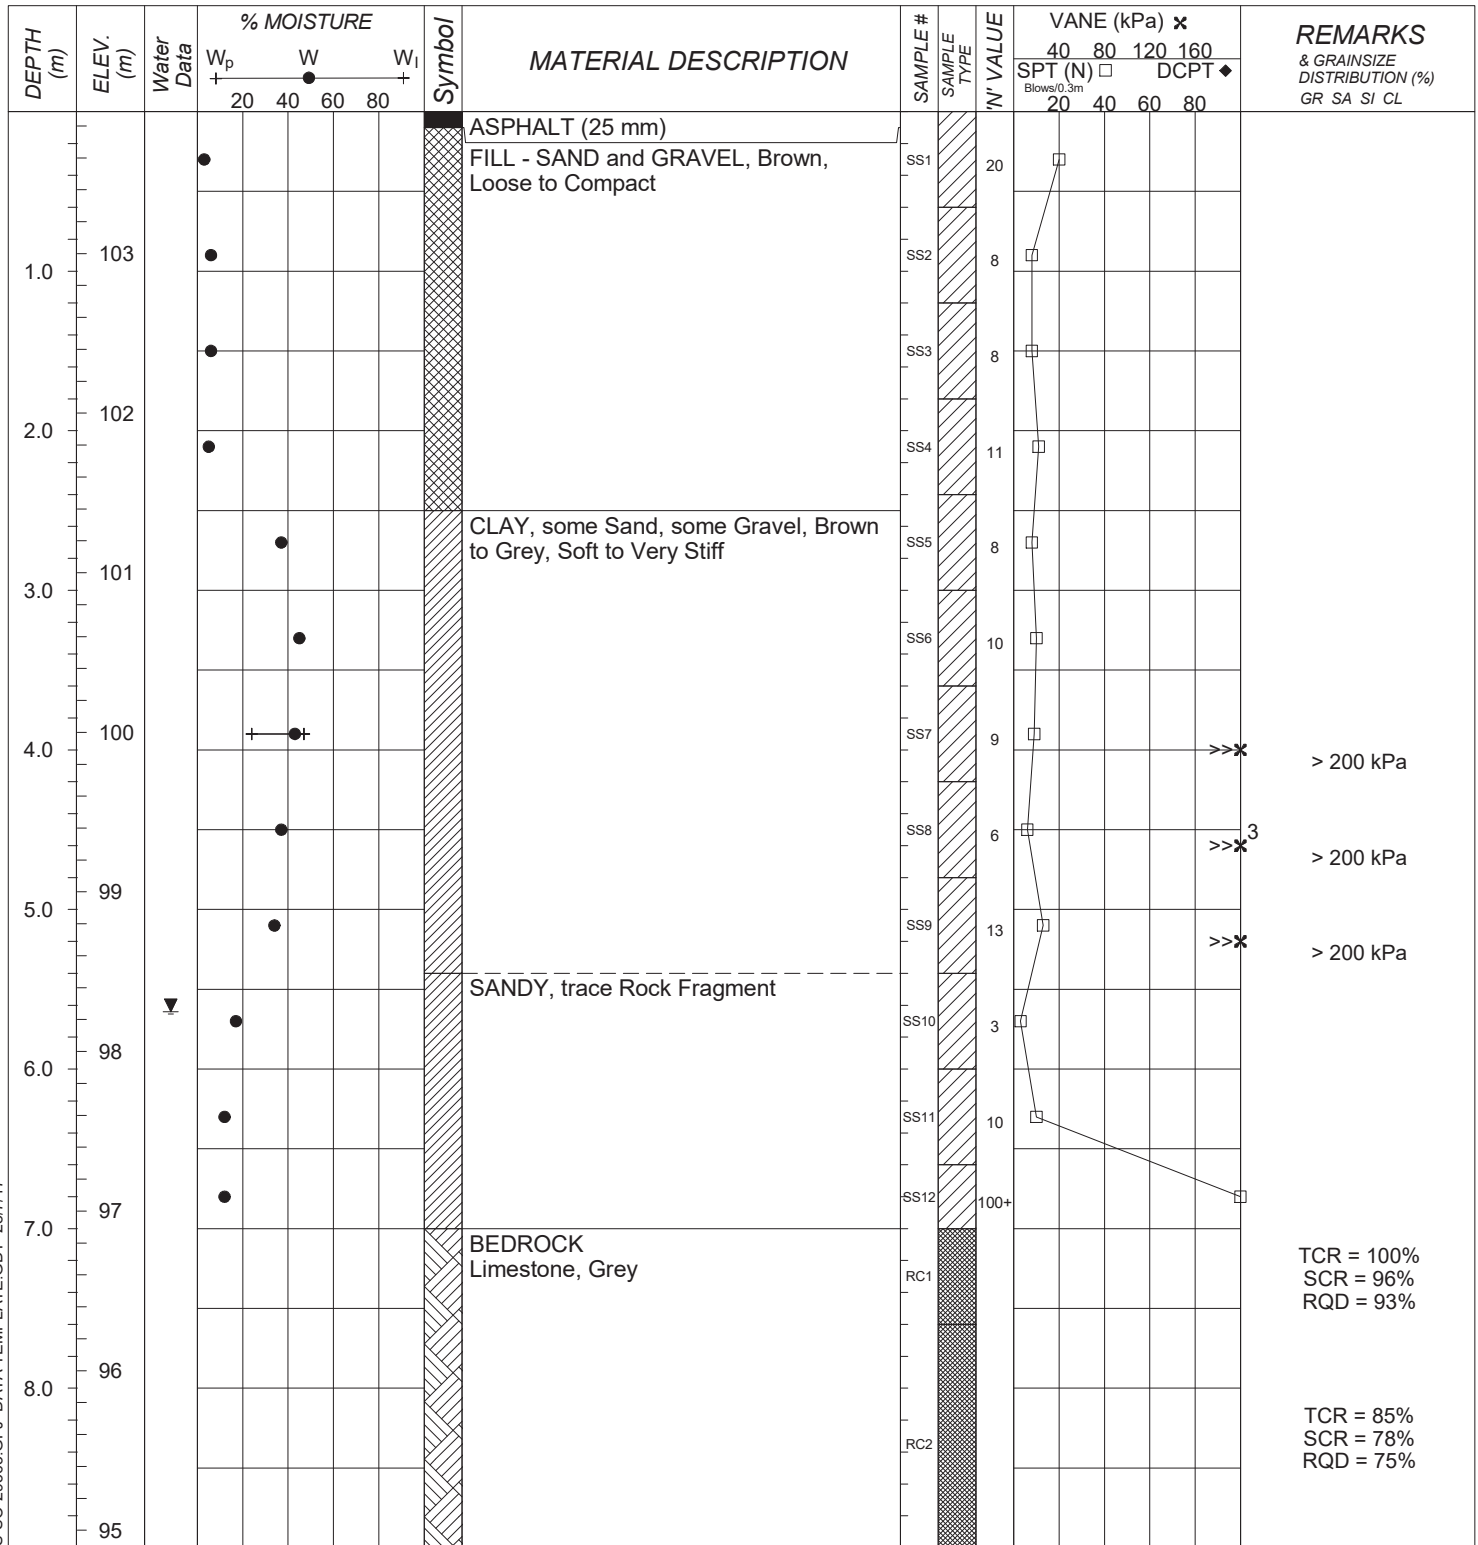 DEPTH (m)
ELEV. (m)
Water Data
% MOISTURE
Wp W Wl
20 40 60 80
Symbol
MATERIAL DESCRIPTION
SAMPLE #
SAMPLE TYPE
'N' VALUE
VANE (kPa)
40 80 120 160
SPT (N) DCPT
Blows/0.3m
20 40 60 80
REMARKS
& GRAINSIZE
DISTRIBUTION (%)
GR SA SI CL
ASPHALT (25 mm)
FILL - SAND and GRAVEL, Brown,
Loose to Compact
SS1 20
103
SS2 8
1.0
SS3 8
102
2.0
SS4 11
CLAY, some Sand, some Gravel, Brown
to Grey, Soft to Very Stiff
SS5 8
101
3.0
SS6 10
100
SS7 9
4.0
>>
> 200 kPa
SS8 6
3
>>
> 200 kPa
99
5.0
SS9 13
>>
> 200 kPa
SANDY, trace Rock Fragment
SS10 3
98
6.0
SS11 10
SS12 100+
97
7.0
BEDROCK
Limestone, Grey
RC1
TCR = 100%
SCR = 96%
RQD = 93%
96
8.0
RC2
TCR = 85%
SCR = 78%
RQD = 75%
95